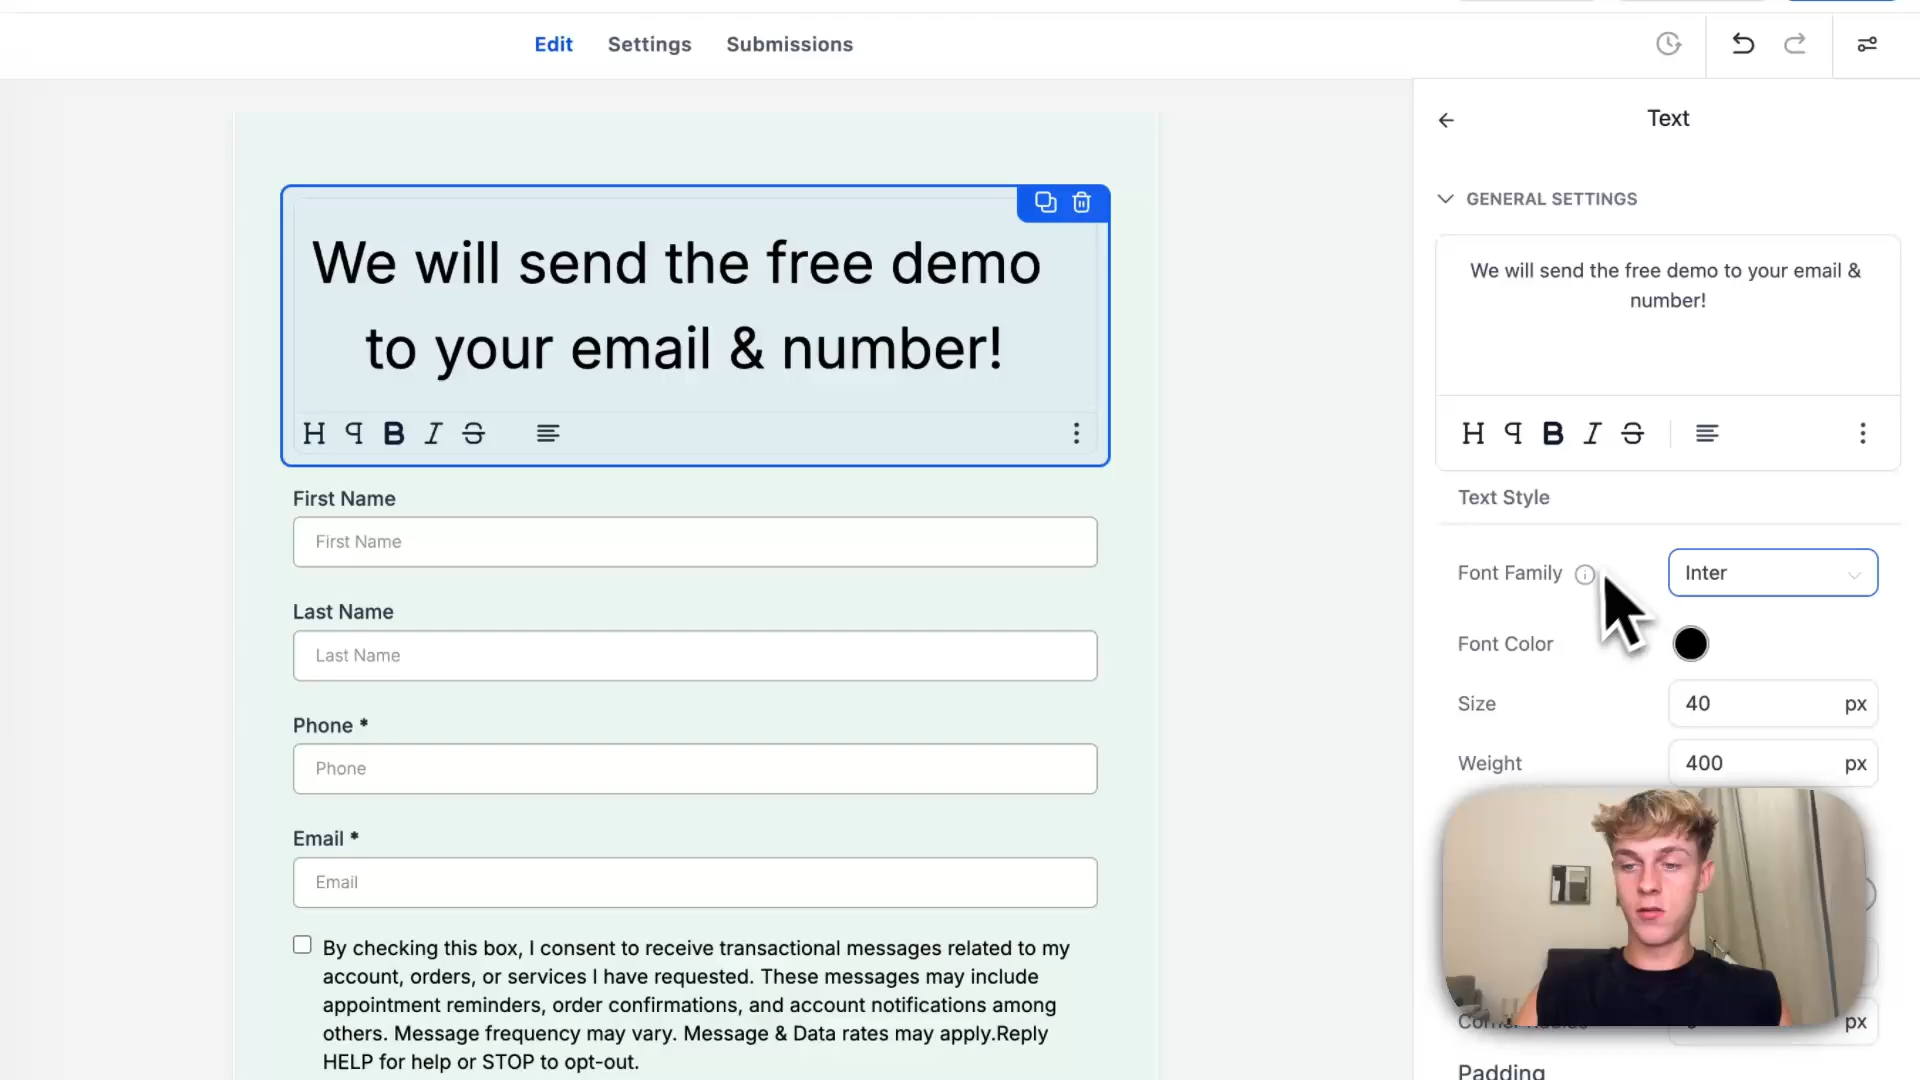 Edit Settings Submissions
Text
GENERAL SETTINGS
We will send the free demo to your email &
number!
H B I S
Text Style
Font Family Inter
Font Color
Size 40 px
Weight 400 px
px
Padding
We will send the free demo
to your email & number!
H B I S
First Name
First Name
Last Name
Last Name
Phone *
Phone
Email *
Email
By checking this box, I consent to receive transactional messages related to my
account, orders, or services I have requested. These messages may include
appointment reminders, order confirmations, and account notifications among
others. Message frequency may vary. Message & Data rates may apply.Reply
HELP for help or STOP to opt-out.